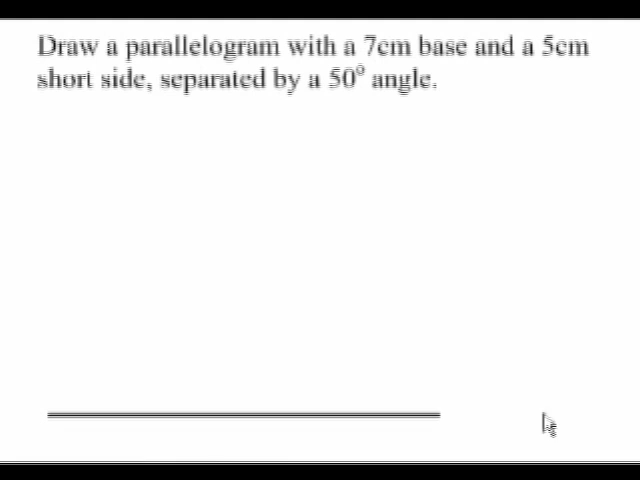 Draw a parallelogram with a 7cm base and a 5cm
short side, separated by a 50° angle.